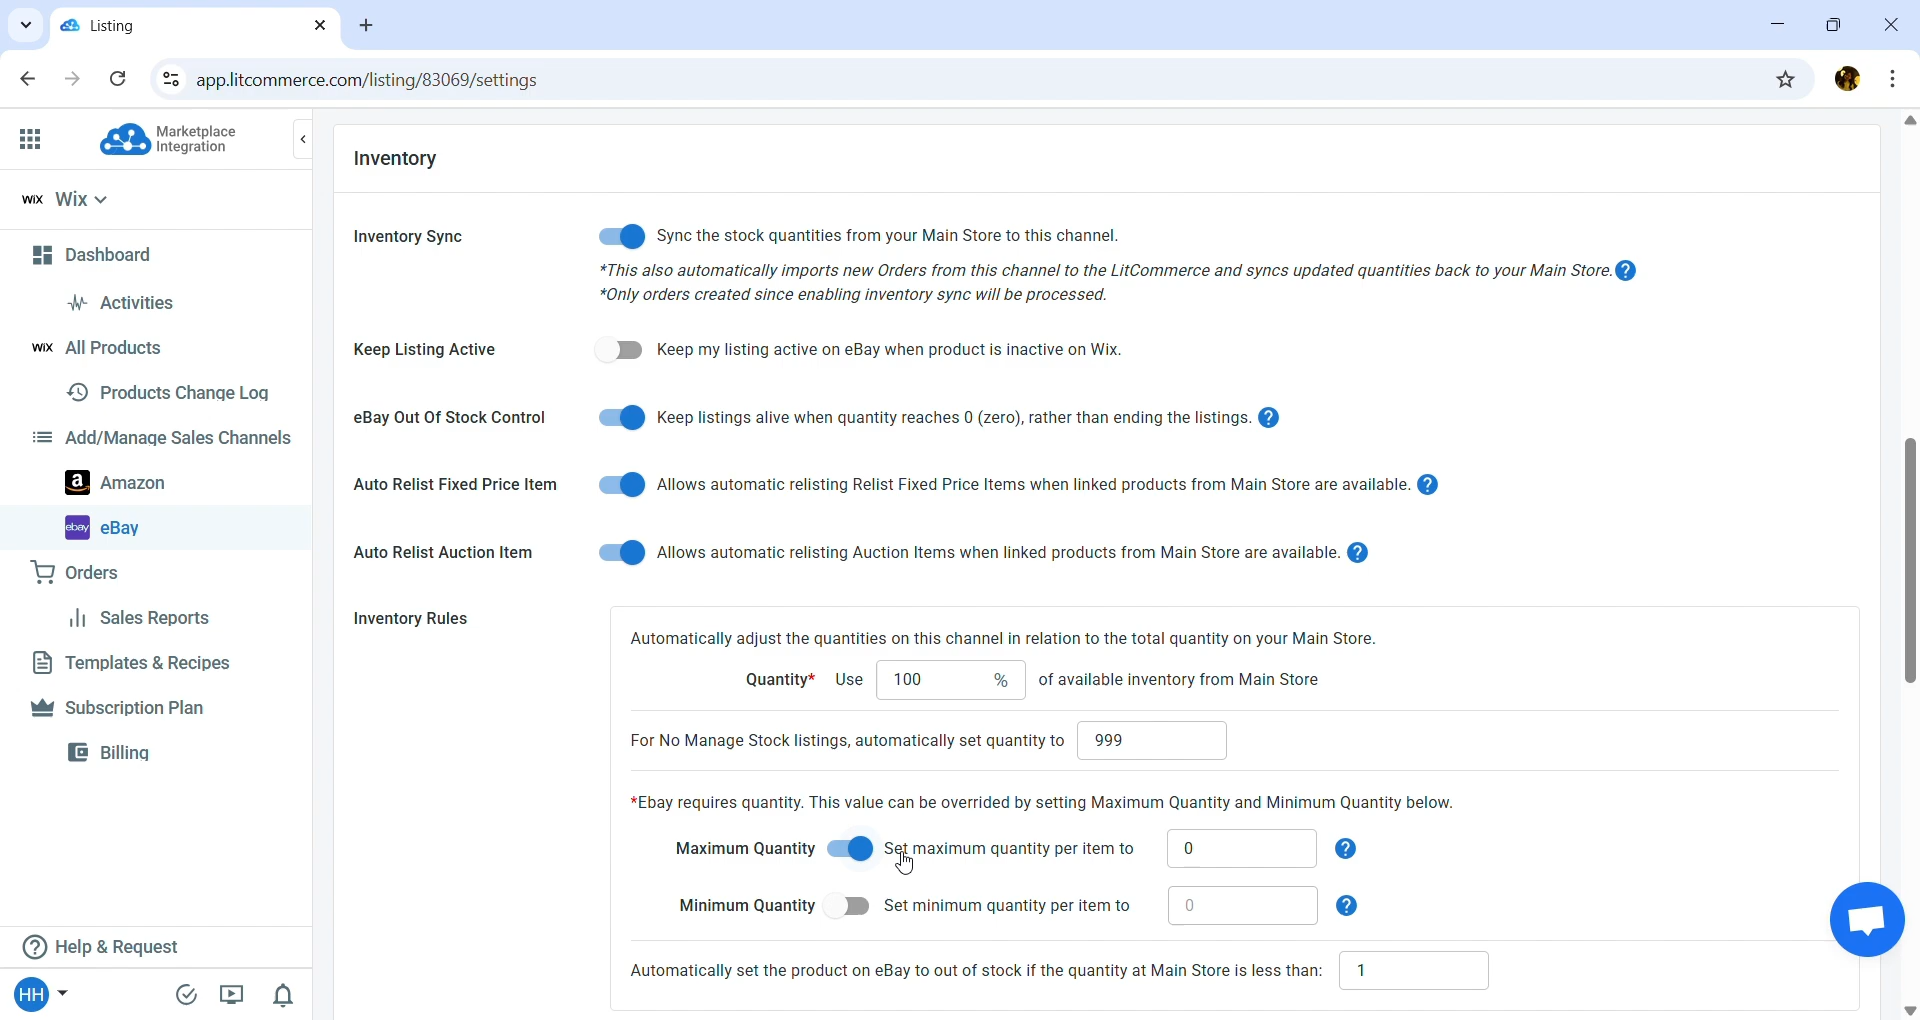 Listing
app.litcommerce.com/listing/83069/settings
Marketplace
Integration
WIX Wix
Dashboard
Activities
WIX All Products
Products Change Log
Add/Manage Sales Channels
a Amazon
ebay eBay
Orders
Sales Reports
Templates & Recipes
Subscription Plan
Billing
Help & Request
HH
Inventory
Inventory Sync
Sync the stock quantities from your Main Store to this channel.
*This also automatically imports new Orders from this channel to the LitCommerce and syncs updated quantities back to your Main Store. ?
*Only orders created since enabling inventory sync will be processed.
Keep Listing Active
Keep my listing active on eBay when product is inactive on Wix.
eBay Out Of Stock Control
Keep listings alive when quantity reaches 0 (zero), rather than ending the listings. ?
Auto Relist Fixed Price Item
Allows automatic relisting Relist Fixed Price Items when linked products from Main Store are available. ?
Auto Relist Auction Item
Allows automatic relisting Auction Items when linked products from Main Store are available. ?
Inventory Rules
Automatically adjust the quantities on this channel in relation to the total quantity on your Main Store.
Quantity* Use 100 % of available inventory from Main Store
For No Manage Stock listings, automatically set quantity to 999
*Ebay requires quantity. This value can be overrided by setting Maximum Quantity and Minimum Quantity below.
Maximum Quantity Set maximum quantity per item to 0 ?
Minimum Quantity Set minimum quantity per item to 0 ?
Automatically set the product on eBay to out of stock if the quantity at Main Store is less than: 1